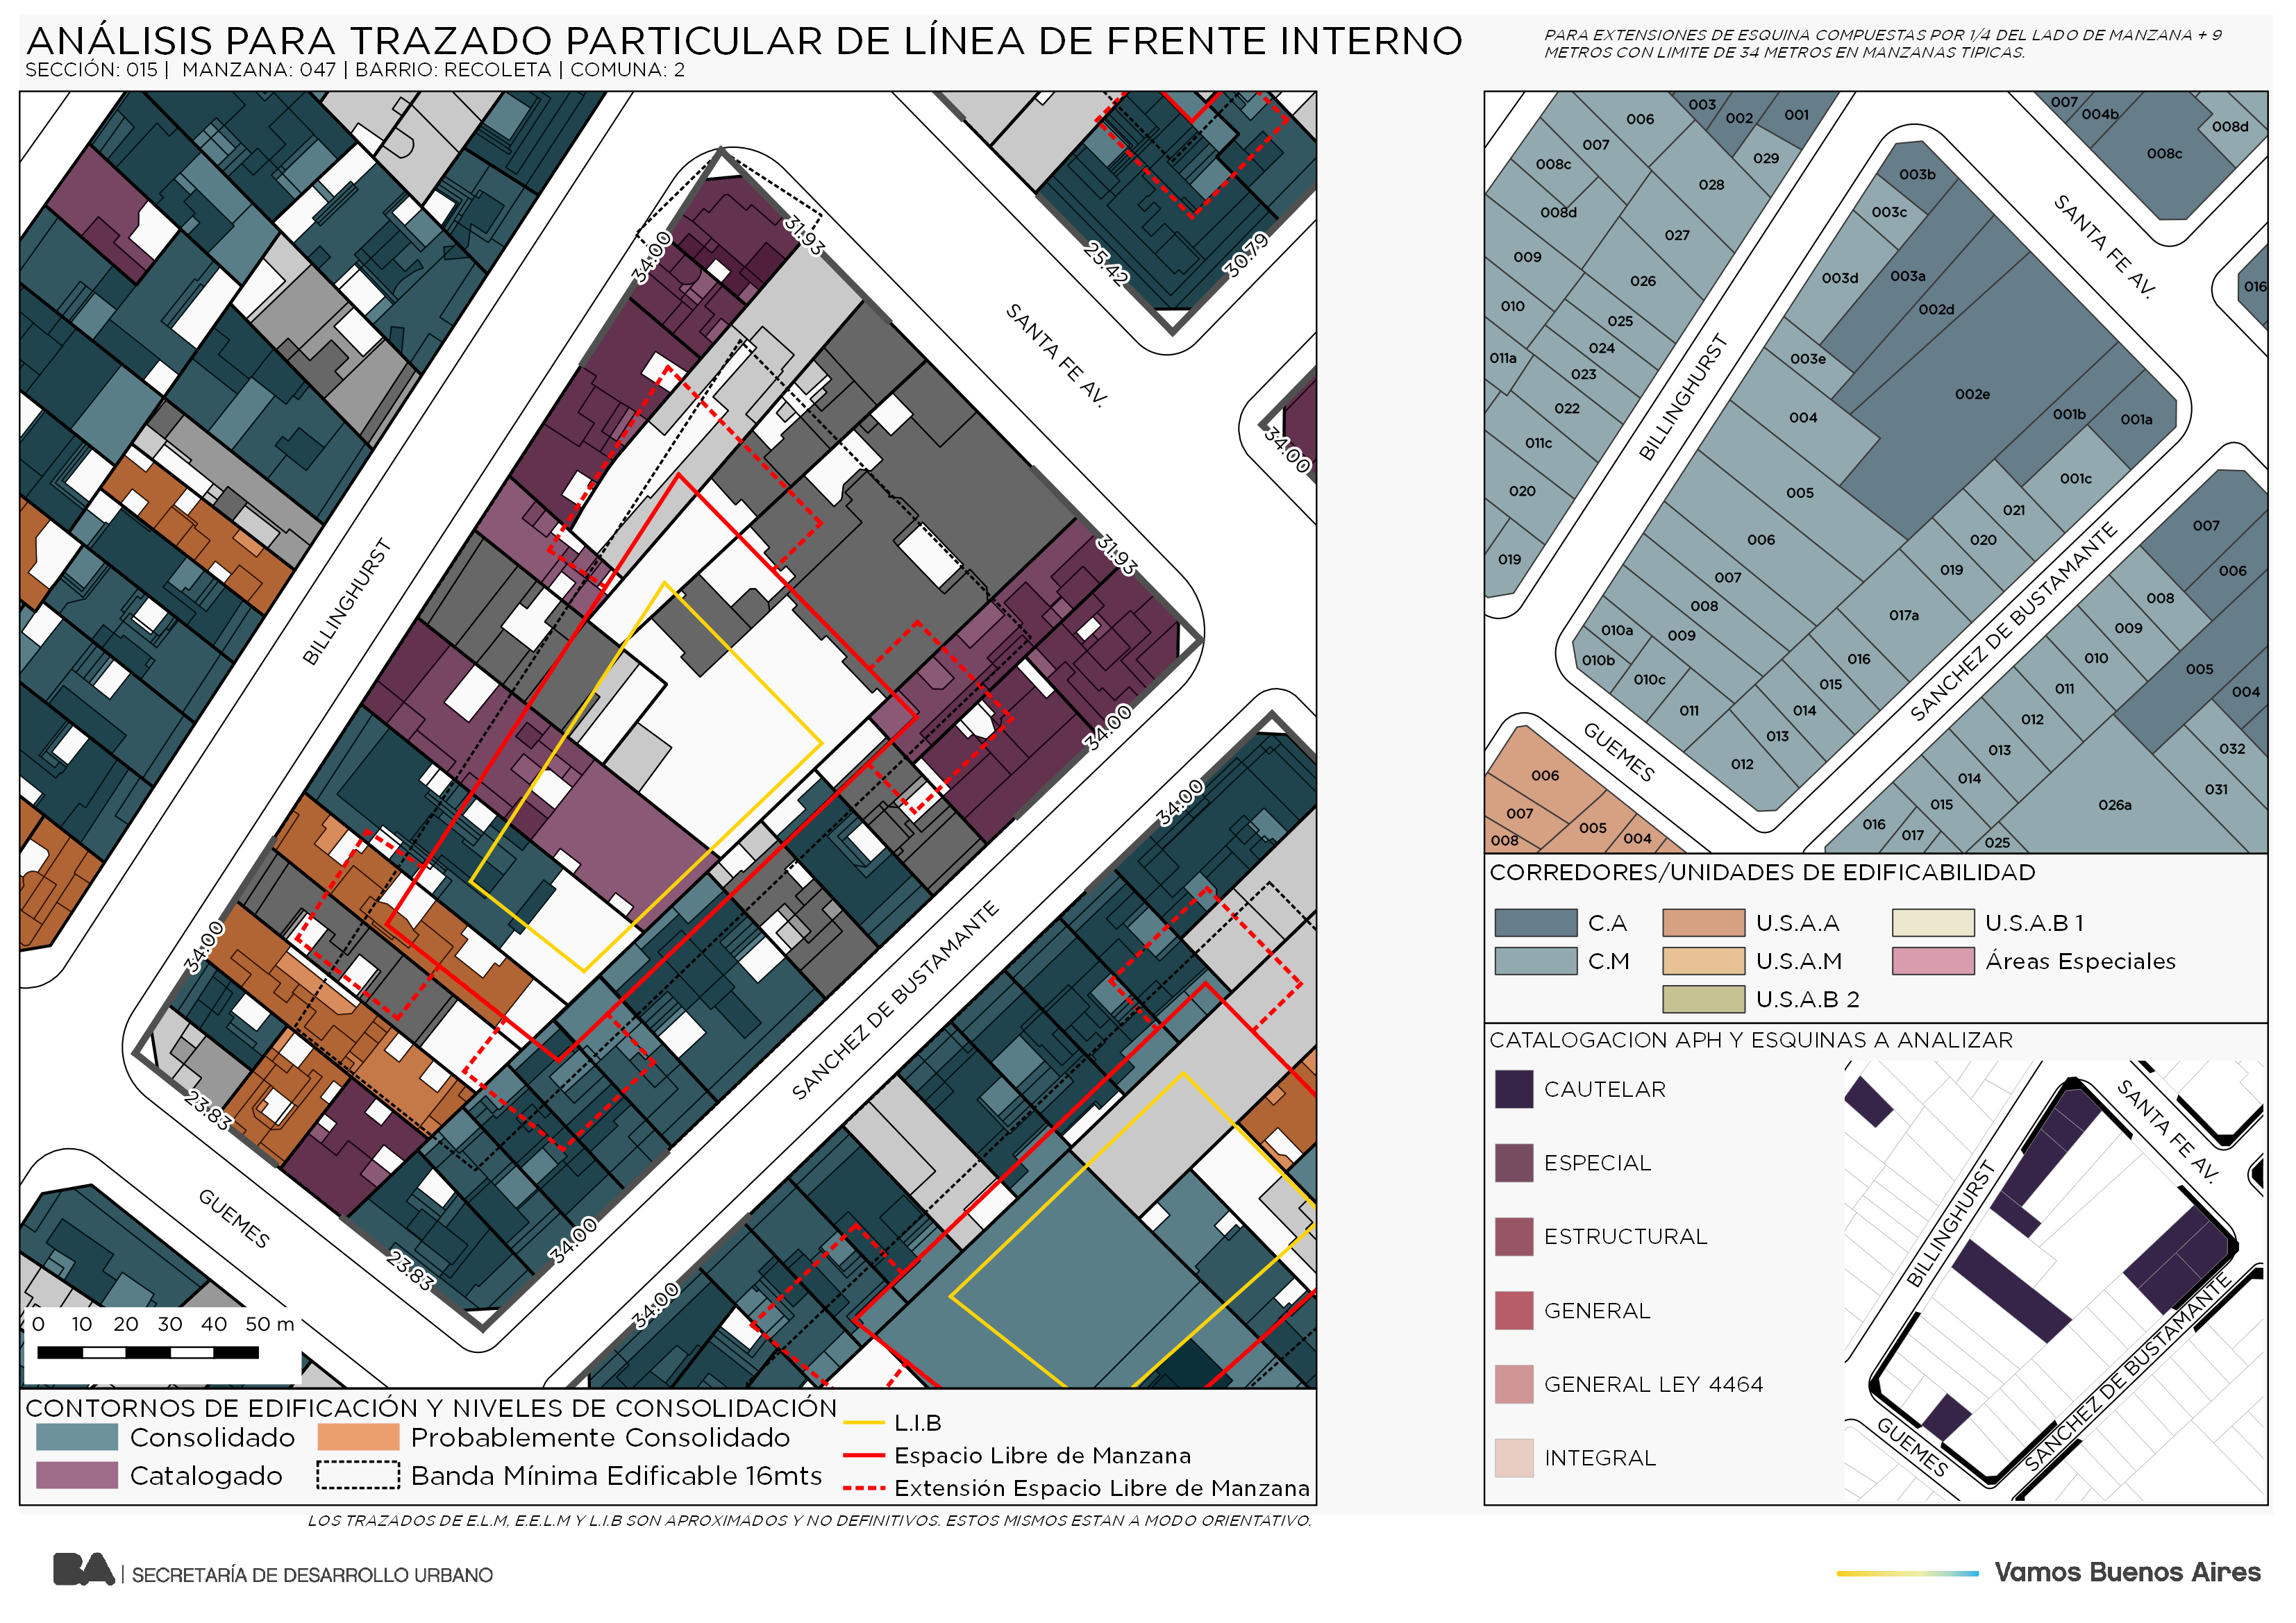 ANÁLISIS PARA TRAZADO PARTICULAR DE LÍNEA DE FRENTE INTERNO
SECCIÓN: 015 | MANZANA: 047 | BARRIO: RECOLETA | COMUNA: 2
PARA EXTENSIONES DE ESQUINA COMPUESTAS POR 1/4 DEL LADO DE MANZANA + 9
METROS CON LIMITE DE 34 METROS EN MANZANAS TIPICAS.
34.00
31.93
25.42
30.79
SANTA FE AV.
34.00
BILLINGHURST
31.93
34.00
34.00
34.00
SANCHEZ DE BUSTAMANTE
23.83
GUEMES
23.83
34.00
34.00
0 10 20 30 40 50 m
CONTORNOS DE EDIFICACIÓN Y NIVELES DE CONSOLIDACIÓN
Consolidado
Probablemente Consolidado
Catalogado
Banda Mínima Edificable 16mts
L.I.B
Espacio Libre de Manzana
Extensión Espacio Libre de Manzana
LOS TRAZADOS DE E.L.M, E.E.L.M Y L.I.B SON APROXIMADOS Y NO DEFINITIVOS. ESTOS MISMOS ESTAN A MODO ORIENTATIVO.
003
002
001
006
007
008c
029
028
008d
027
009
026
010
025
011a
024
023
022
011c
020
019
007
004b
008d
008c
016
003b
003c
003d
003a
002d
003e
002e
004
001b
001a
001c
005
021
006
020
019
007
008
017a
009
010a
010b
010c
016
015
011
014
013
012
007
006
008
009
010
005
011
004
012
013
032
014
031
015
026a
016
017
025
006
007
005
008
004
BILLINGHURST
SANTA FE AV.
SANCHEZ DE BUSTAMANTE
GUEMES
CORREDORES/UNIDADES DE EDIFICABILIDAD
C.A
U.S.A.A
U.S.A.B 1
C.M
U.S.A.M
Áreas Especiales
U.S.A.B 2
CATALOGACION APH Y ESQUINAS A ANALIZAR
CAUTELAR
ESPECIAL
ESTRUCTURAL
GENERAL
GENERAL LEY 4464
INTEGRAL
SANTA FE AV.
BILLINGHURST
SANCHEZ DE BUSTAMANTE
GUEMES
BA | SECRETARÍA DE DESARROLLO URBANO
Vamos Buenos Aires